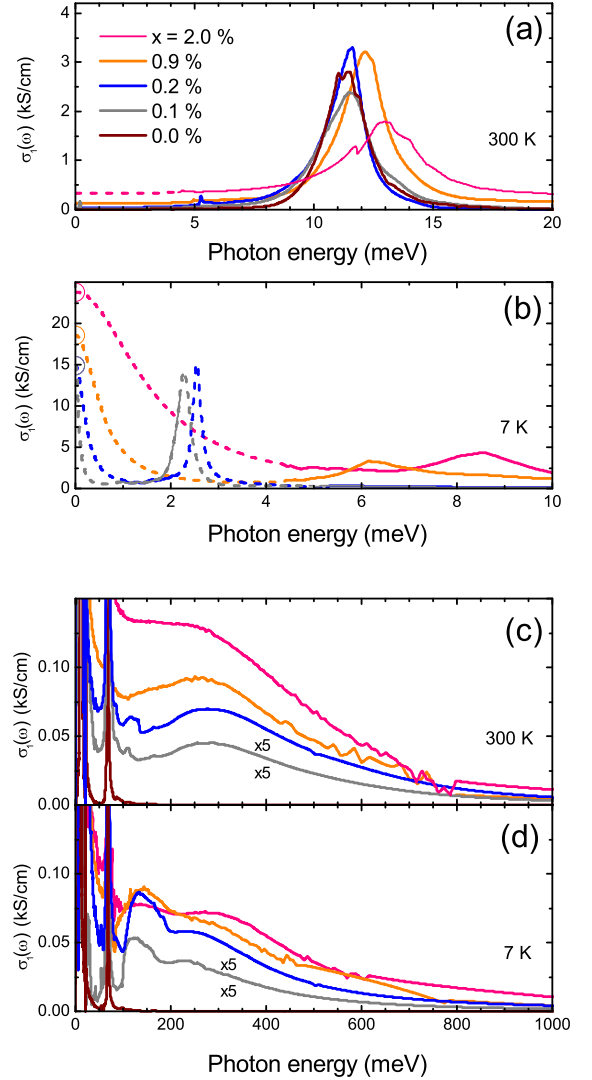 (a)
4
3
2
1
0
σ₁(ω) (kS/cm)
x = 2.0 %
0.9 %
0.2 %
0.1 %
0.0 %
300 K
0 5 10 15 20
Photon energy (meV)
(b)
20
15
10
5
0
σ₁(ω) (kS/cm)
7 K
0 2 4 6 8 10
Photon energy (meV)
(c)
0.10
0.05
0.00
σ₁(ω) (kS/cm)
x5
x5
300 K
(d)
0.10
0.05
0.00
σ₁(ω) (kS/cm)
x5
x5
7 K
0 200 400 600 800 1000
Photon energy (meV)